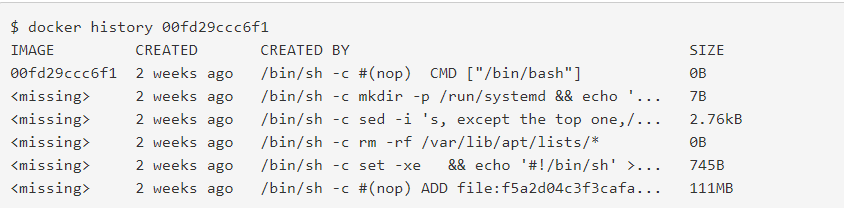 $ docker history 00fd29ccc6f1
IMAGE CREATED CREATED BY SIZE
00fd29ccc6f1 2 weeks ago /bin/sh -c #(nop) CMD ["/bin/bash"] 0B
<missing> 2 weeks ago /bin/sh -c mkdir -p /run/systemd && echo '... 7B
<missing> 2 weeks ago /bin/sh -c sed -i 's, except the top one,/... 2.76kB
<missing> 2 weeks ago /bin/sh -c rm -rf /var/lib/apt/lists/* 0B
<missing> 2 weeks ago /bin/sh -c set -xe && echo '#!/bin/sh' >... 745B
<missing> 2 weeks ago /bin/sh -c #(nop) ADD file:f5a2d04c3f3cafa... 111MB